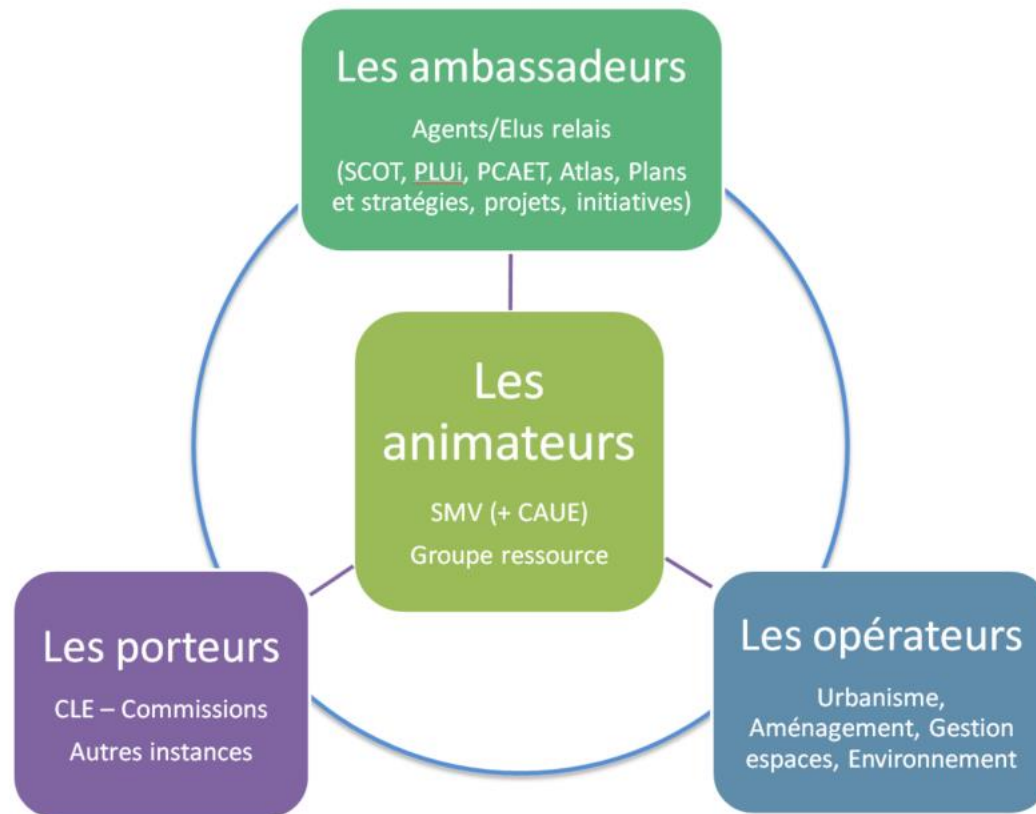 Les ambassadeurs
Agents/Elus relais
(SCOT, PLUi, PCAET, Atlas, Plans
et stratégies, projets, initiatives)
Les
animateurs
SMV (+ CAUE)
Groupe ressource
Les porteurs
CLE – Commissions
Autres instances
Les opérateurs
Urbanisme,
Aménagement, Gestion
espaces, Environnement